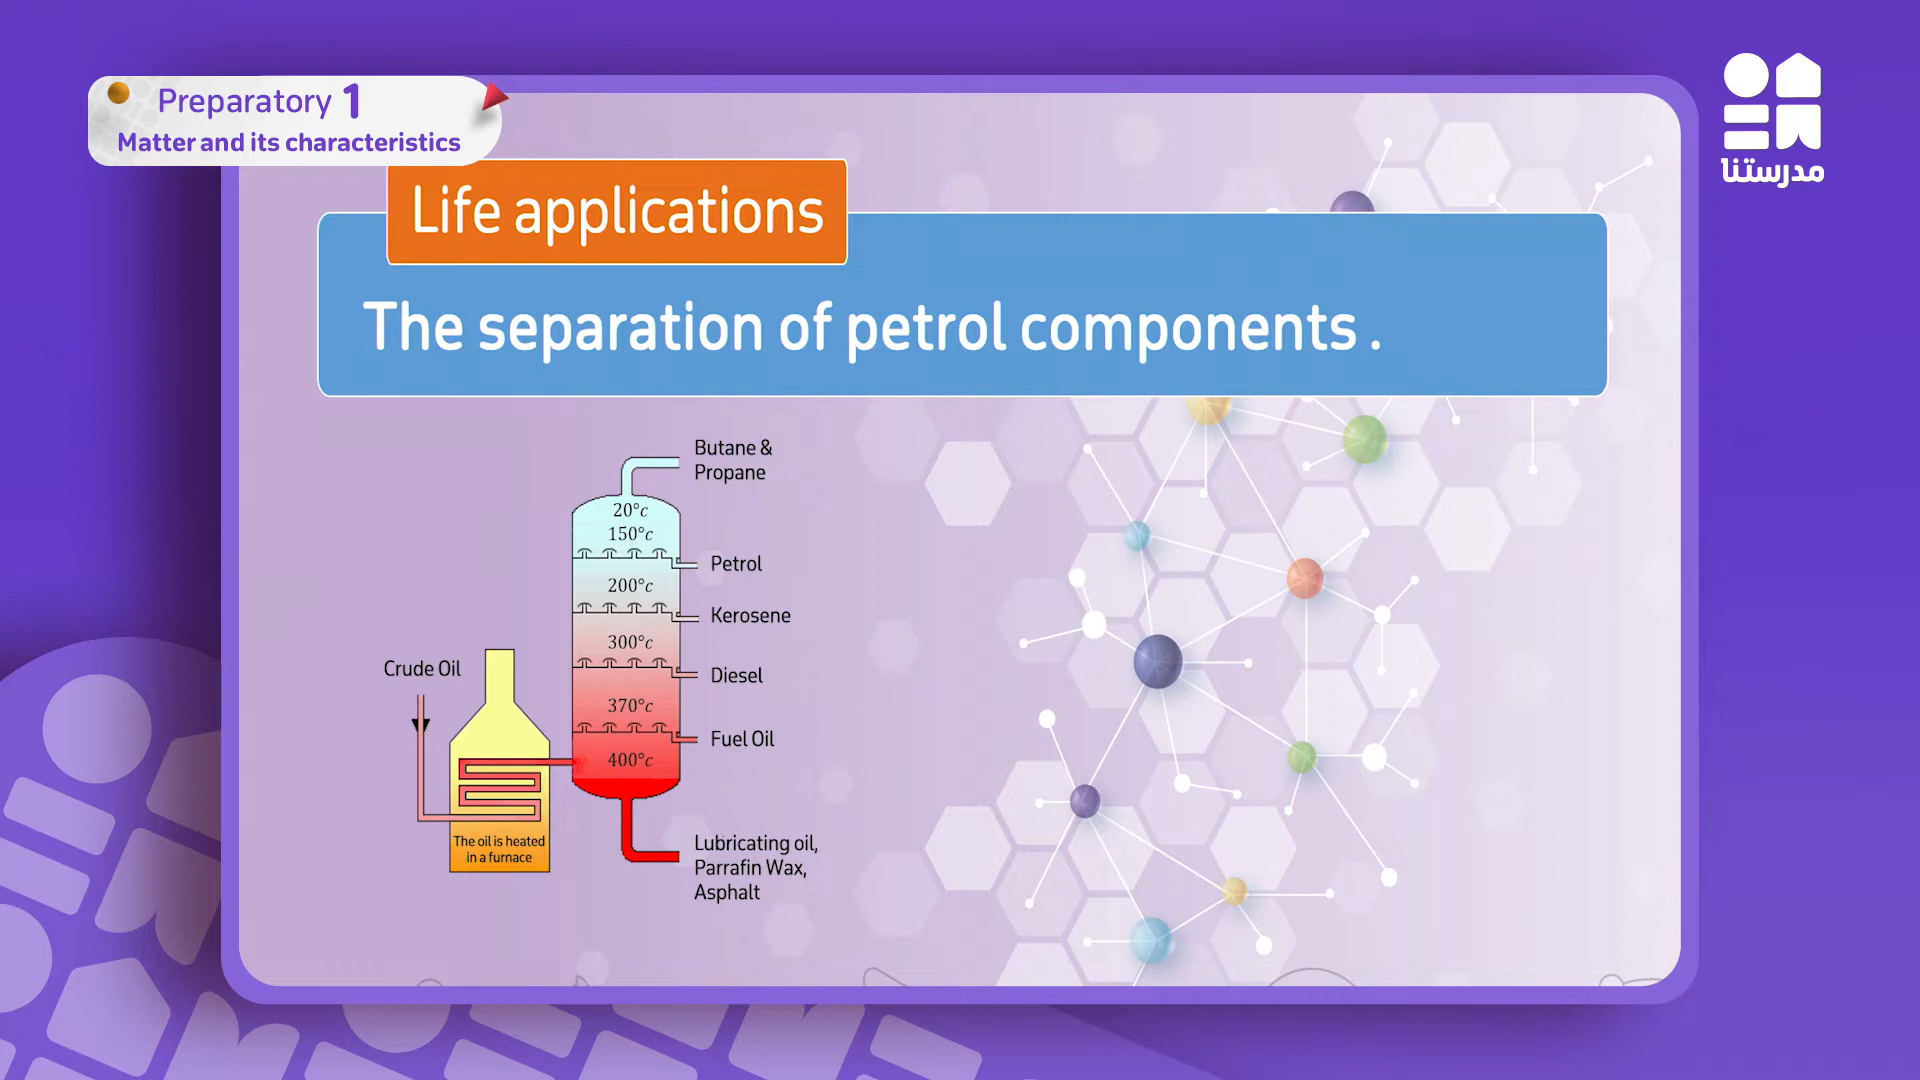 Preparatory 1
Matter and its characteristics
مدرستنا
Life applications
The separation of petrol components .
Butane &
Propane
20°c
150°c
Petrol
200°c
Kerosene
300°c
Crude Oil
Diesel
370°c
Fuel Oil
400°c
The oil is heated
in a furnace
Lubricating oil,
Parrafin Wax,
Asphalt